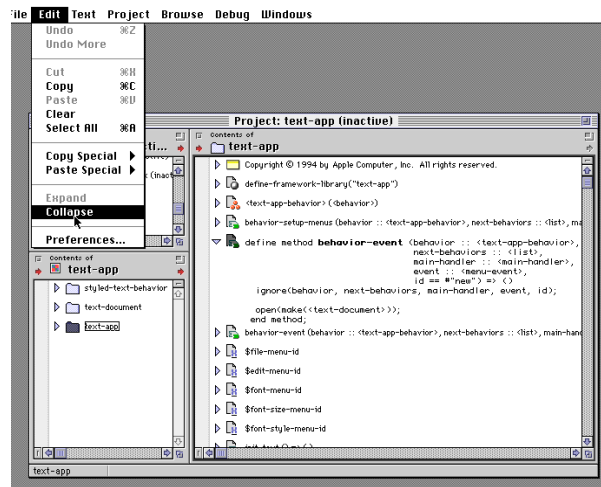 File Edit Text Project Browse Debug Windows
Undo ⌘Z
Undo More
Cut ⌘X
Copy ⌘C
Paste ⌘V
Clear
Select All ⌘A
Copy Special
Paste Special
Expand
Collapse
Preferences...
Project: text-app (inactive)
Contents of
text-app
Copyright © 1994 by Apple Computer, Inc. All rights reserved.
define-framework-library("text-app")
<text-app-behavior> (<behavior>)
behavior-setup-menus (behavior :: <text-app-behavior>, next-behaviors :: <list>, ma
define method behavior-event (behavior :: <text-app-behavior>,
next-behaviors :: <list>,
main-handler :: <main-handler>,
event :: <menu-event>,
id == #"new") => ()
ignore(behavior, next-behaviors, main-handler, event, id);
open(make(<text-document>));
end method;
behavior-event (behavior :: <text-app-behavior>, next-behaviors :: <list>, main-hand
$file-menu-id
$edit-menu-id
$font-menu-id
$font-size-menu-id
$font-style-menu-id
Contents of
text-app
styled-text-behavior
text-document
text-app
text-app